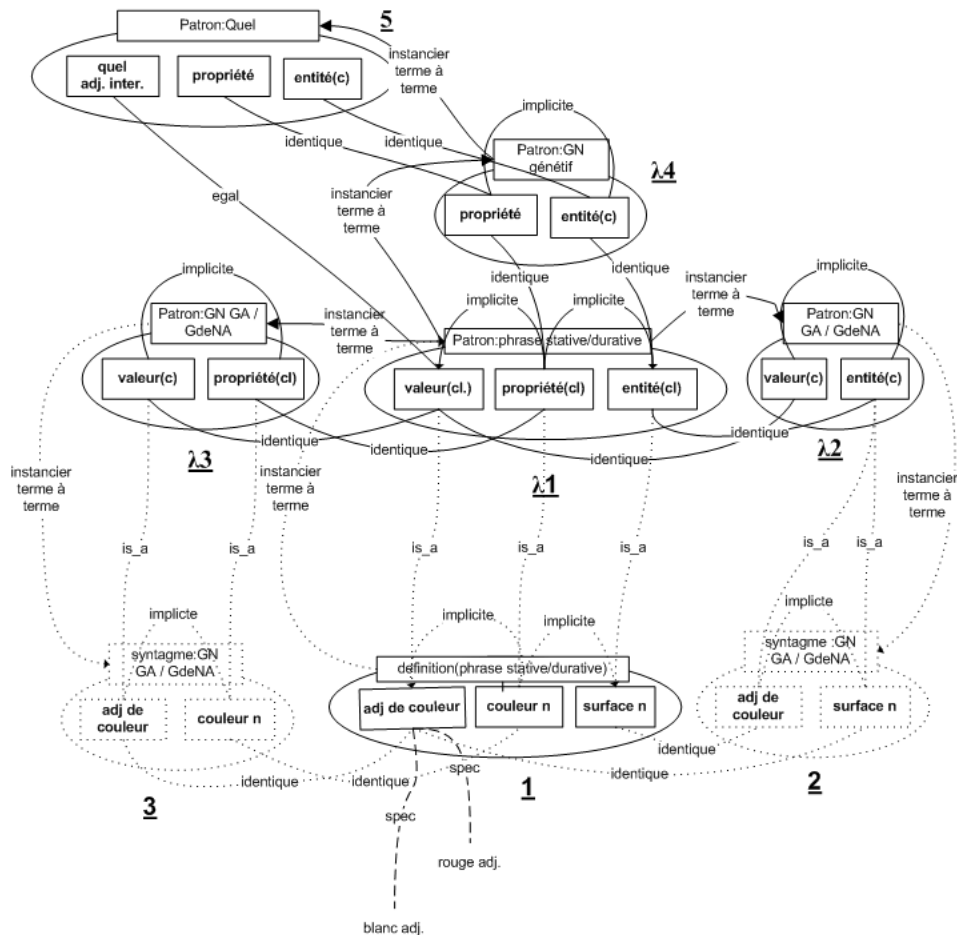 5
Patron:Quel
quel
adj. inter.
propriété
entité(c)
instancier
terme à
terme
implicite
identique
identique
Patron:GN
génétif
λ4
egal
instancier
terme à
terme
propriété
entité(c)
identique
identique
implicite
implicite
implicite
implicite
instancier
terme à
terme
Patron:GN GA /
GdeNA
instancier
terme à
terme
Patron:phrase stative/durative
Patron:GN
GA / GdeNA
valeur(c)
propriété(cl)
valeur(cl.)
propriété(cl)
entité(cl)
valeur(c)
entité(c)
identique
identique
identique
identique
λ3
λ1
λ2
instancier
terme à
terme
instancier
terme à
terme
instancier
terme à
terme
is_a
is_a
is_a
is_a
is_a
is_a
is_a
implicte
implicite
implicite
implicte
syntagme:GN
GA / GdeNA
definition(phrase stative/durative)
syntagme :GN
GA / GdeNA
adj de
couleur
couleur n
adj de couleur
couleur n
surface n
adj de
couleur
surface n
identique
identique
identique
identique
spec
spec
3
1
2
rouge adj.
blanc adj.